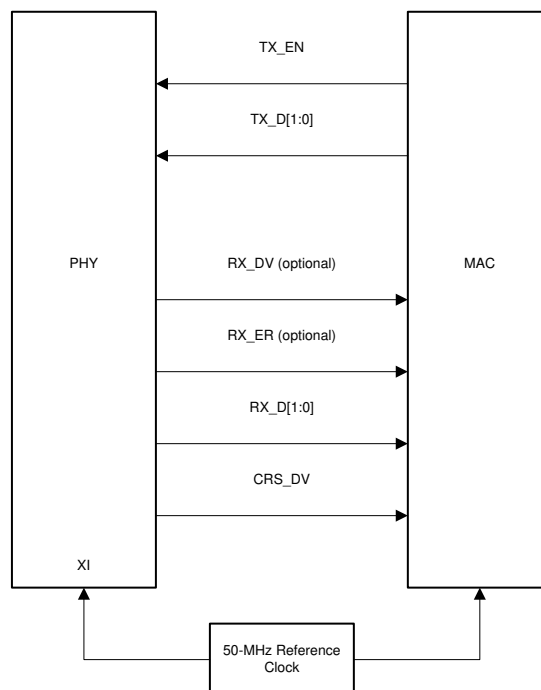 TX_EN
TX_D[1:0]
PHY
RX_DV (optional)
MAC
RX_ER (optional)
RX_D[1:0]
CRS_DV
XI
50-MHz Reference
Clock